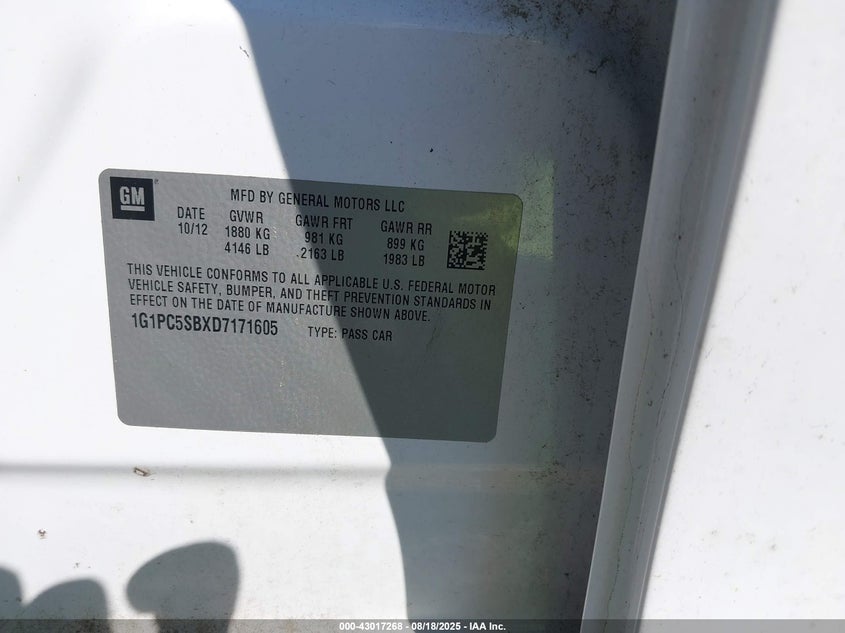 GM
MFD BY GENERAL MOTORS LLC
DATE GVWR GAWR FRT GAWR RR
10/12 1880 KG 981 KG 899 KG
4146 LB 2163 LB 1983 LB
THIS VEHICLE CONFORMS TO ALL APPLICABLE U.S. FEDERAL MOTOR
VEHICLE SAFETY, BUMPER, AND THEFT PREVENTION STANDARDS IN
EFFECT ON THE DATE OF MANUFACTURE SHOWN ABOVE.
1G1PC5SBXD7171605 TYPE: PASS CAR
000-43017268 - 08/18/2025 - IAA Inc.